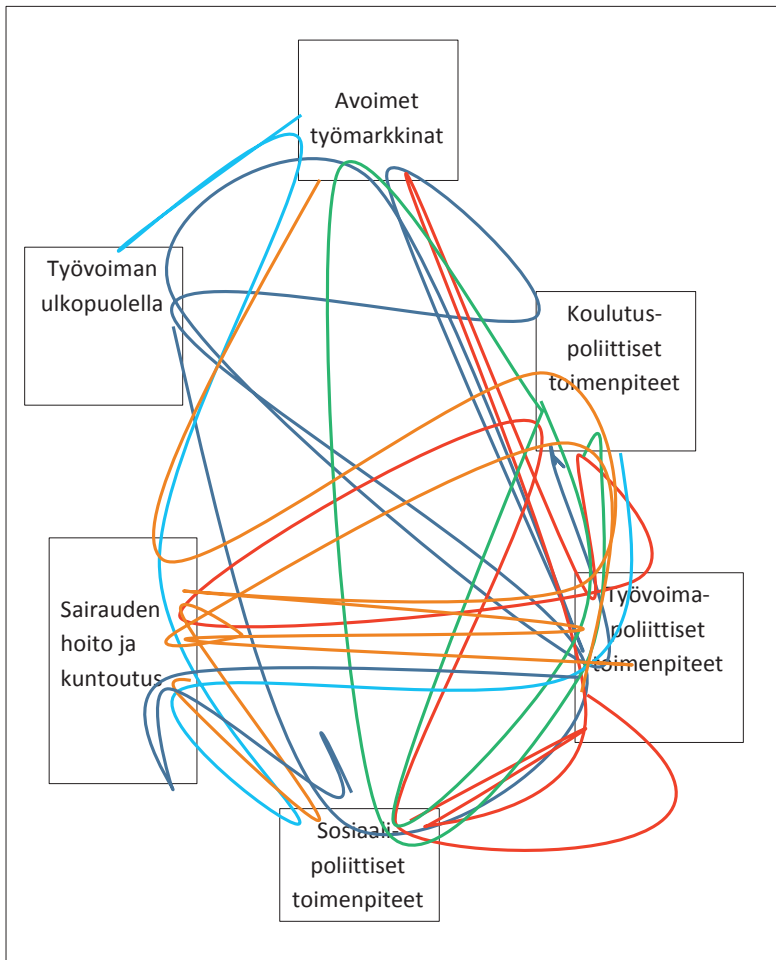 Avoimet
työmarkkinat
Työvoiman
ulkopuolella
Koulutus-
poliittiset
toimenpiteet
Sairauden
hoito ja
kuntoutus
Työvoima-
poliittiset
toimenpiteet
Sosiaali-
poliittiset
toimenpiteet